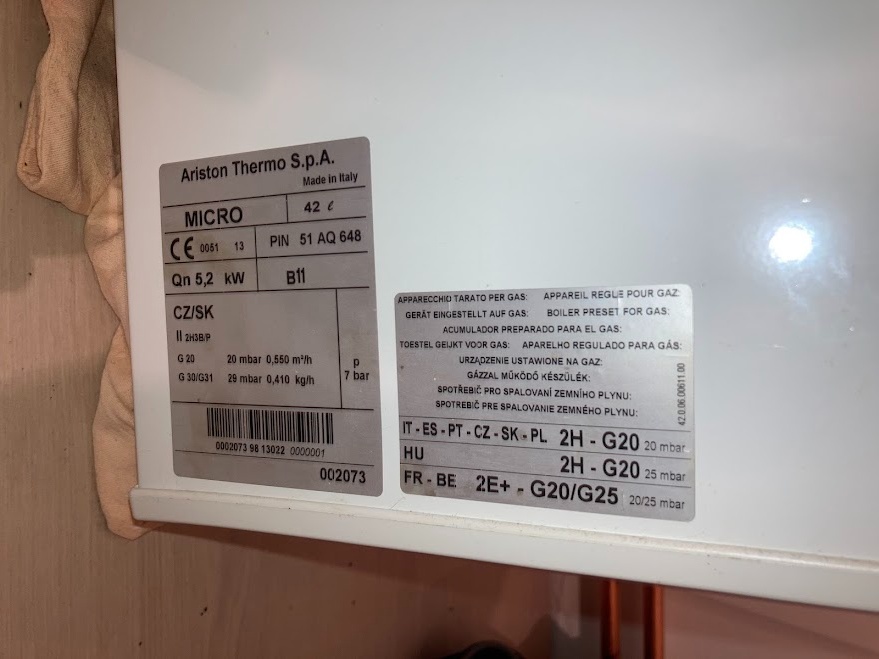 Ariston Thermo S.p.A.
Made in Italy
MICRO 42 ℓ
CE 0051 13 PIN 51 AQ 648
Qn 5,2 kW B11
CZ/SK
II 2H3B/P
G 20 20 mbar 0,550 m³/h
G 30/G31 29 mbar 0,410 kg/h
p
7 bar
0002073 98 13022 0000001
002073
APPARECCHIO TARATO PER GAS: APPAREIL REGLE POUR GAZ:
GERÄT EINGESTELLT AUF GAS: BOILER PRESET FOR GAS:
ACUMULADOR PREPARADO PARA EL GAS:
TOESTEL GEIJKT VOOR GAS: APARELHO REGULADO PARA GÁS:
URZĄDZENIE USTAWIONE NA GAZ:
GÁZZAL MŰKÖDŐ KÉSZÜLÉK:
SPOTŘEBIČ PRO SPALOVANÍ ZEMNÍHO PLYNU:
SPOTREBIČ PRE SPALOVANIE ZEMNÉHO PLYNU:
42.0.06.00611.00
IT - ES - PT - CZ - SK - PL 2H - G20 20 mbar
HU 2H - G20 25 mbar
FR - BE 2E+ - G20/G25 20/25 mbar